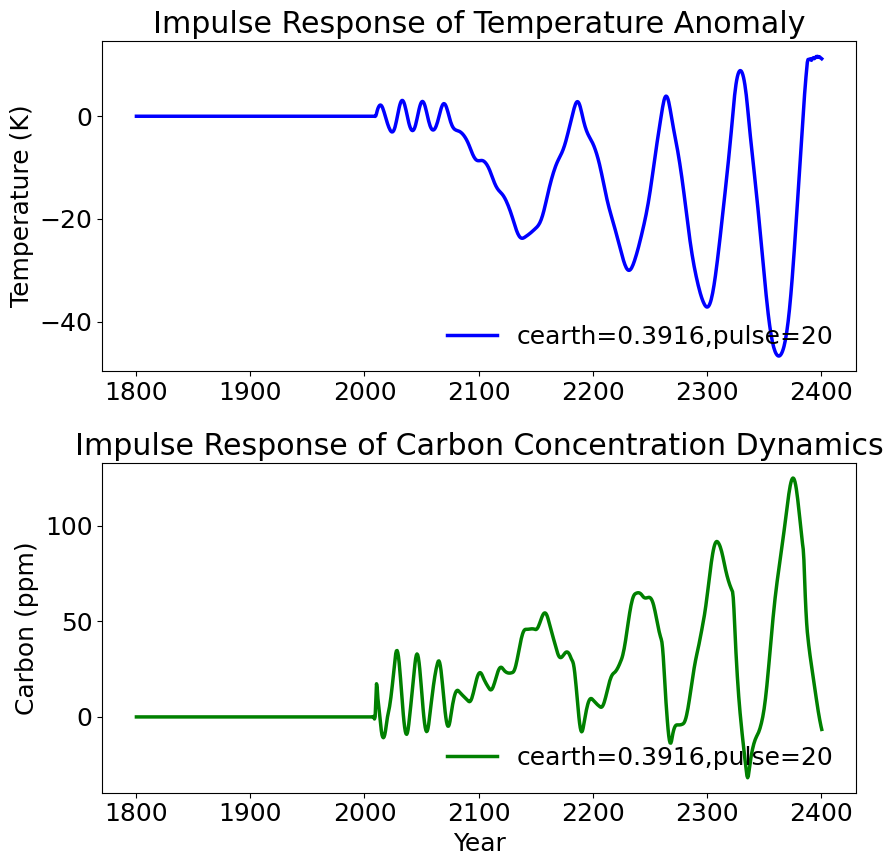 Impulse Response of Temperature Anomaly
Temperature (K)
0
−20
−40
cearth=0.3916,pulse=20
1800 1900 2000 2100 2200 2300 2400
Impulse Response of Carbon Concentration Dynamics
Carbon (ppm)
100
50
0
cearth=0.3916,pulse=20
1800 1900 2000 2100 2200 2300 2400
Year